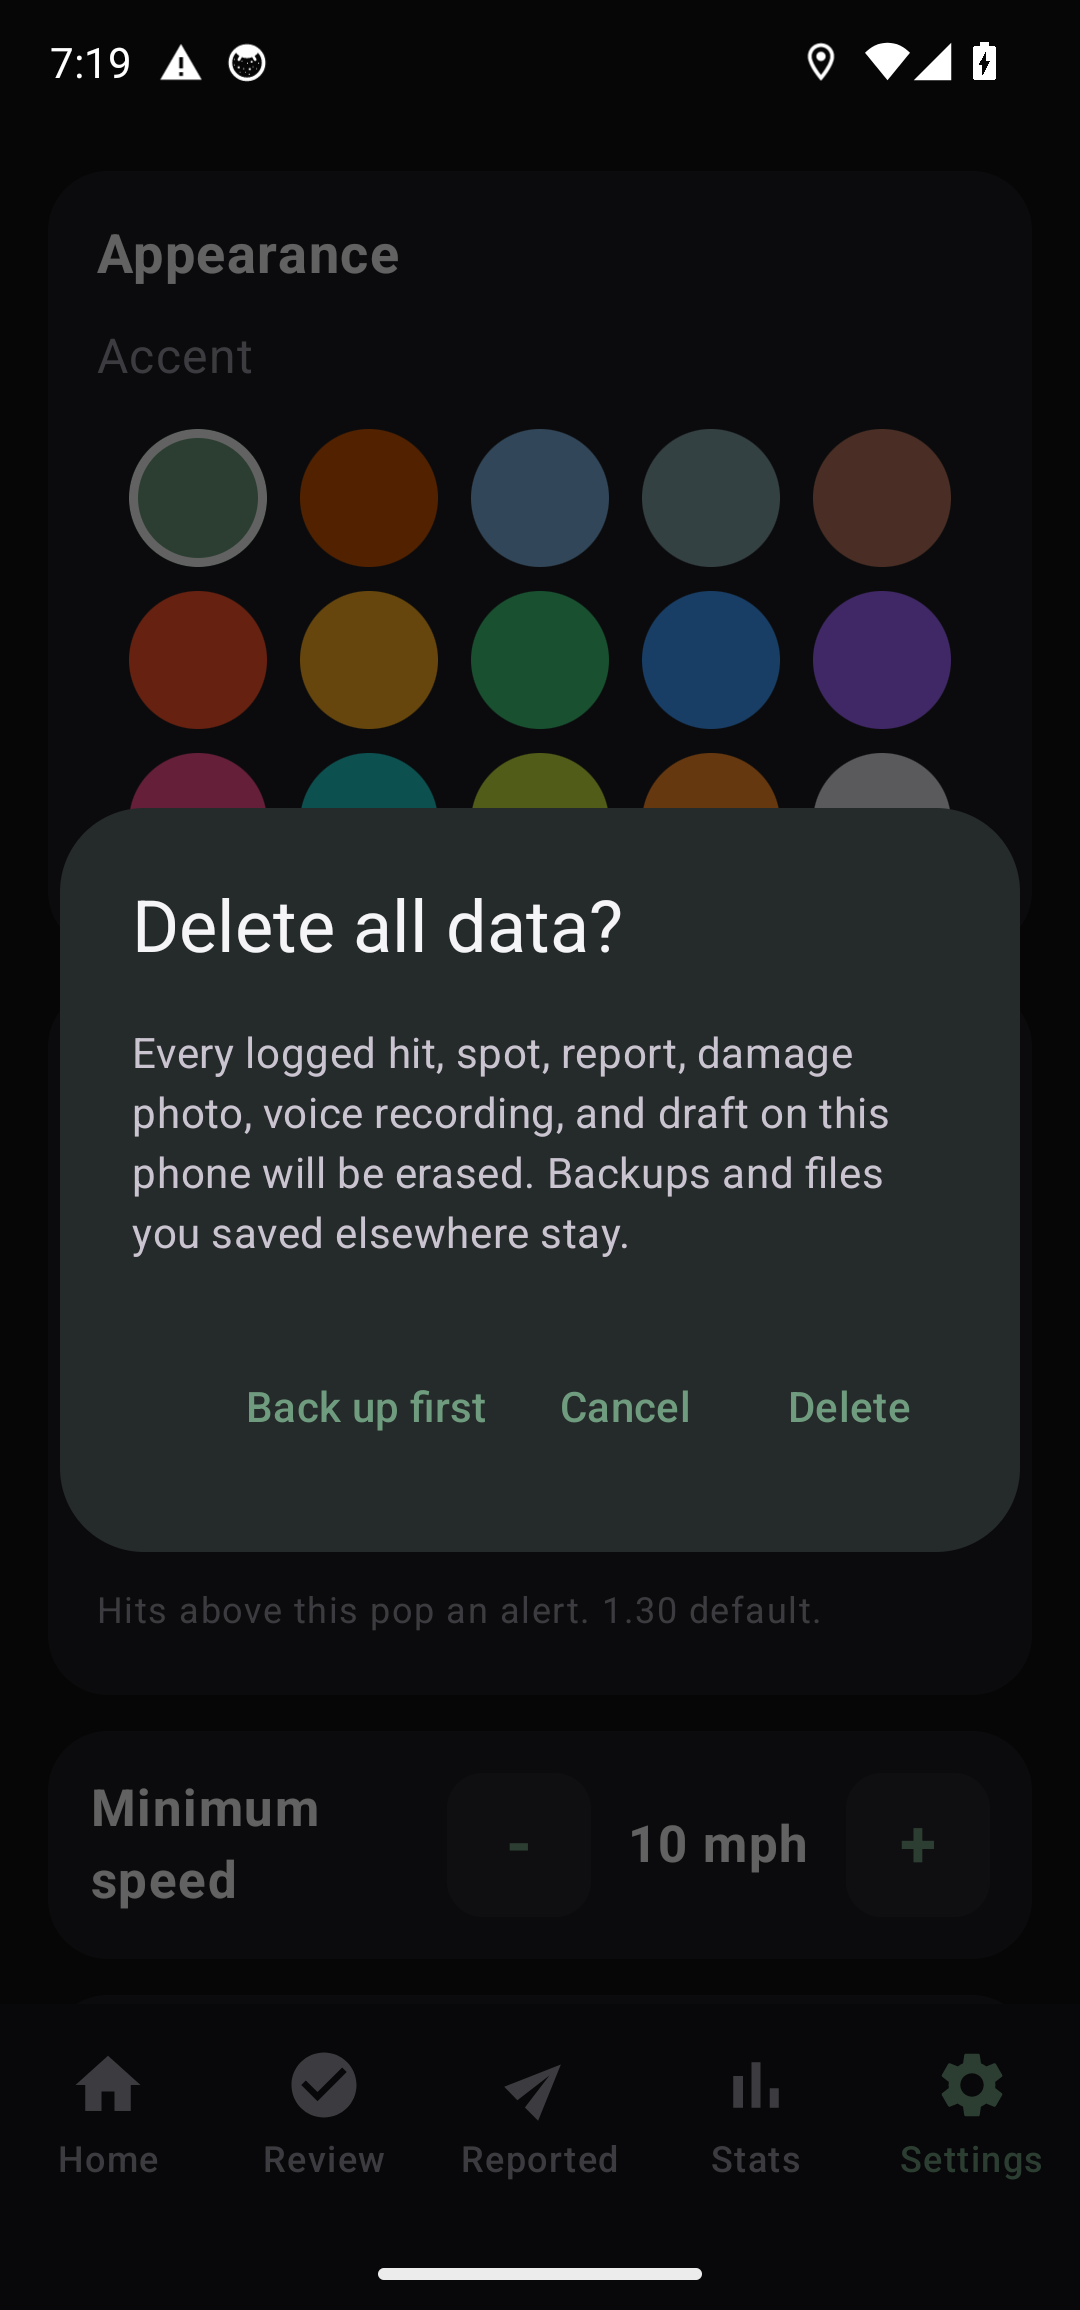 7:19
Appearance
Accent
Delete all data?
Every logged hit, spot, report, damage
photo, voice recording, and draft on this
phone will be erased. Backups and files
you saved elsewhere stay.
Back up first Cancel Delete
Hits above this pop an alert. 1.30 default.
Minimum
speed
- 10 mph +
Home Review Reported Stats Settings